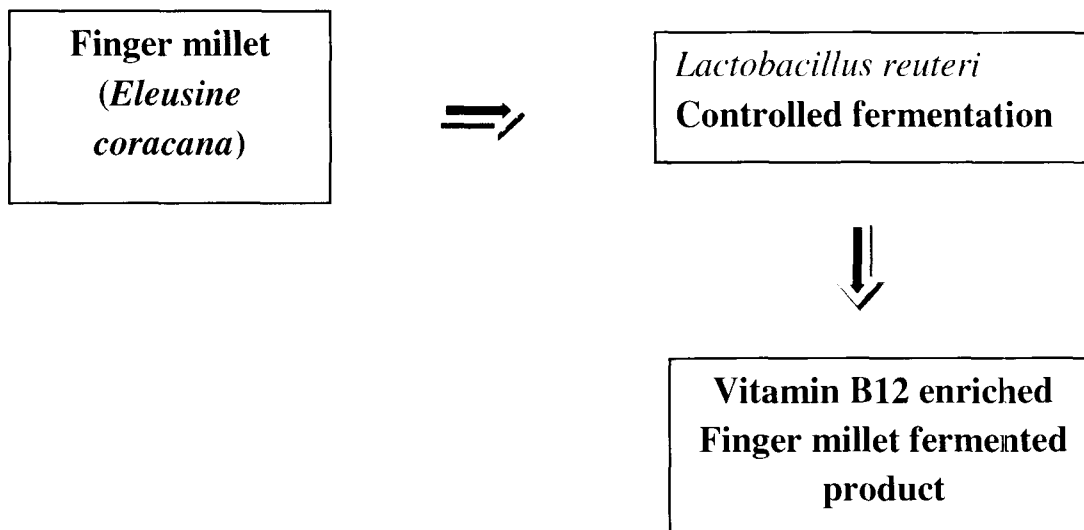 Finger millet
(Eleusine
coracana)
Lactobacillus reuteri
Controlled fermentation
Vitamin B12 enriched
Finger millet fermented
product